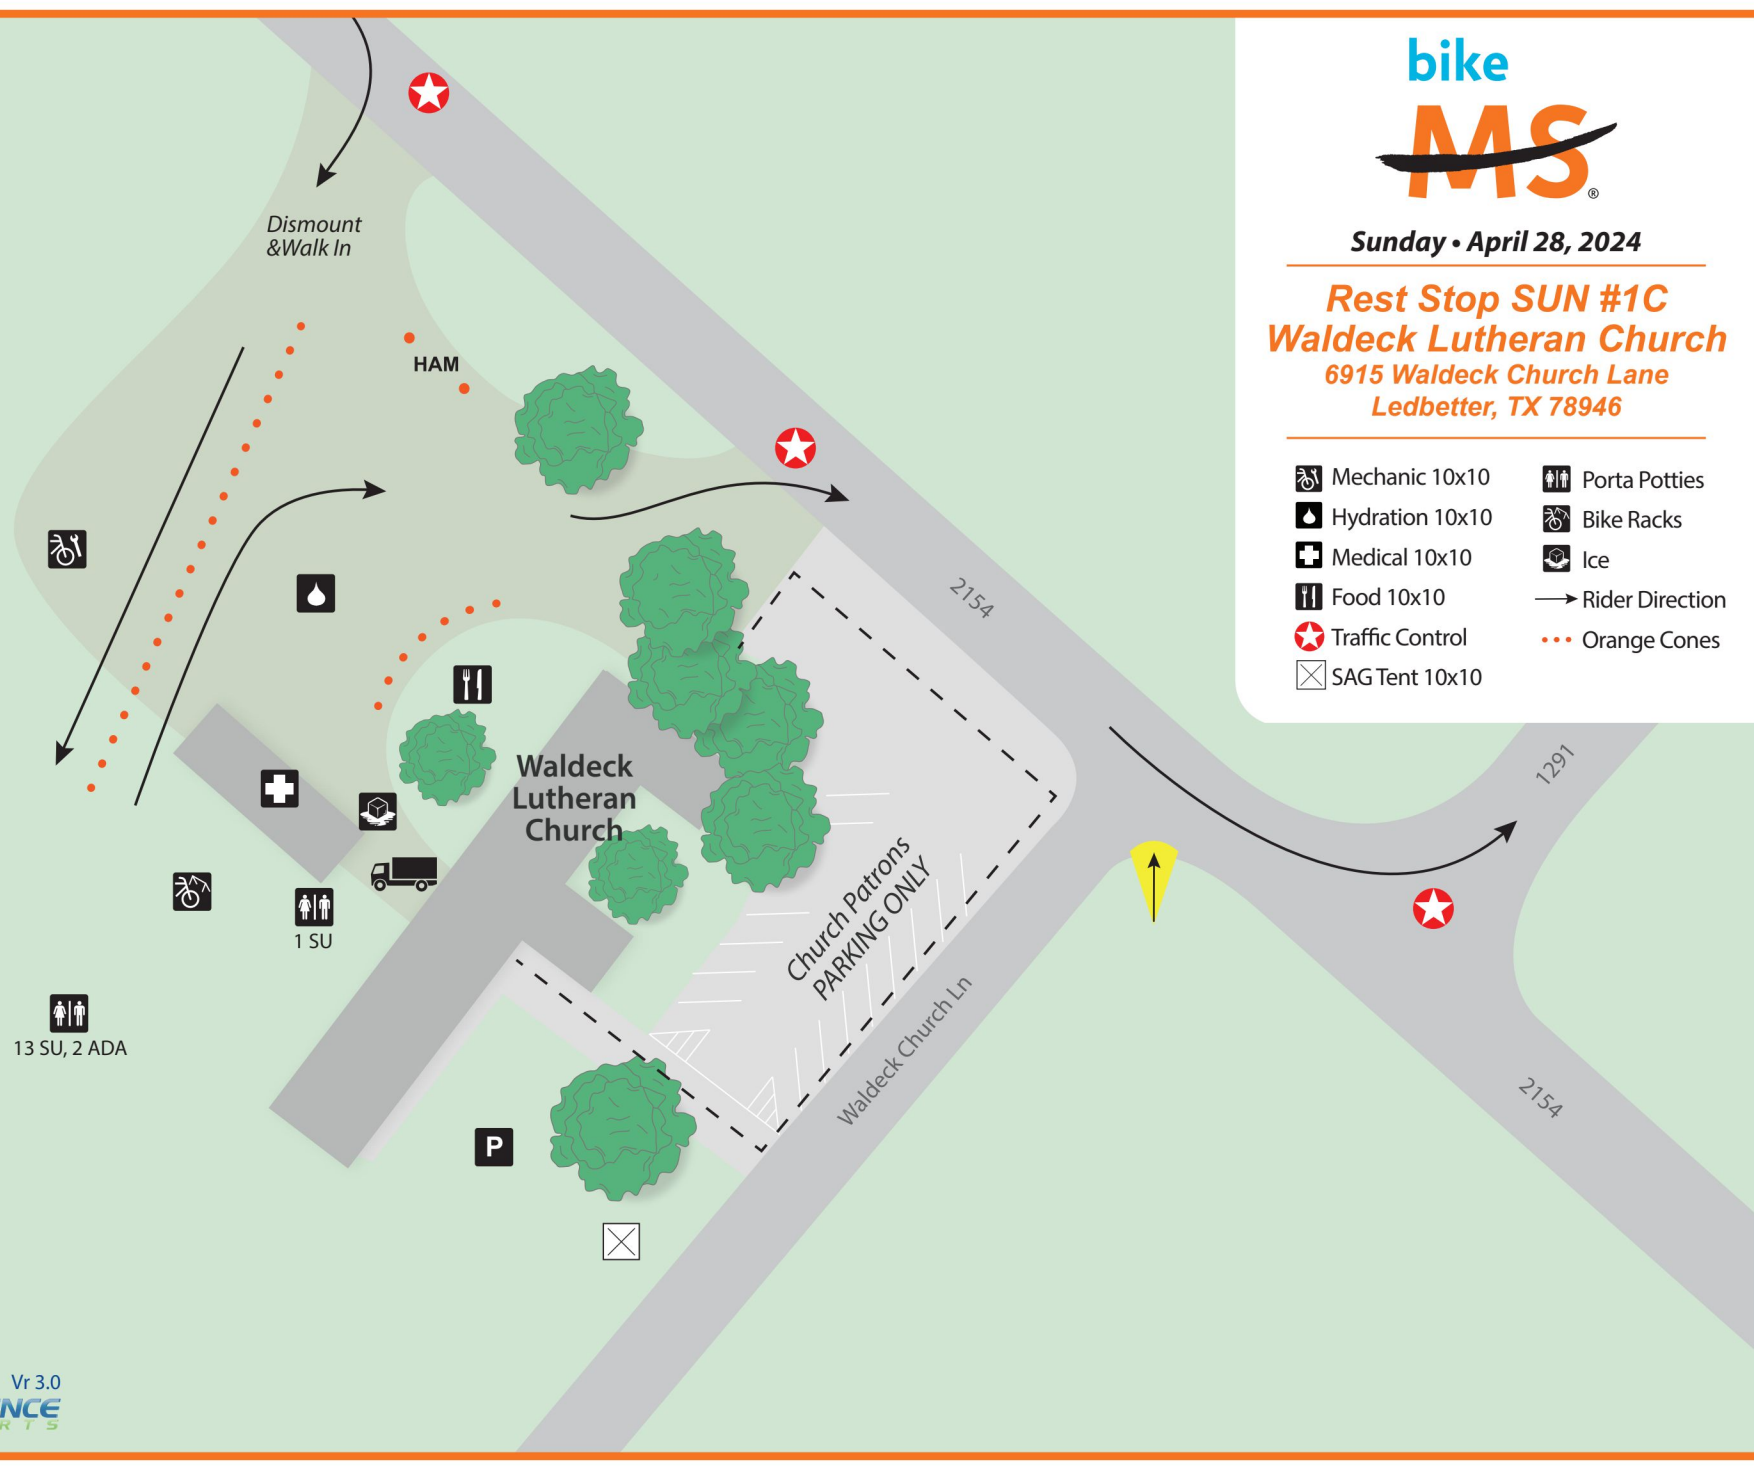 bike
MS®
Sunday • April 28, 2024
Rest Stop SUN #1C
Waldeck Lutheran Church
6915 Waldeck Church Lane
Ledbetter, TX 78946
Mechanic 10x10
Hydration 10x10
Medical 10x10
Food 10x10
Traffic Control
SAG Tent 10x10
Porta Potties
Bike Racks
Ice
Rider Direction
Orange Cones
Dismount
&Walk In
HAM
2154
1291
Waldeck
Lutheran
Church
Church Patrons
PARKING ONLY
1 SU
13 SU, 2 ADA
Waldeck Church Ln
2154
P
Vr 3.0
NCE
RTS